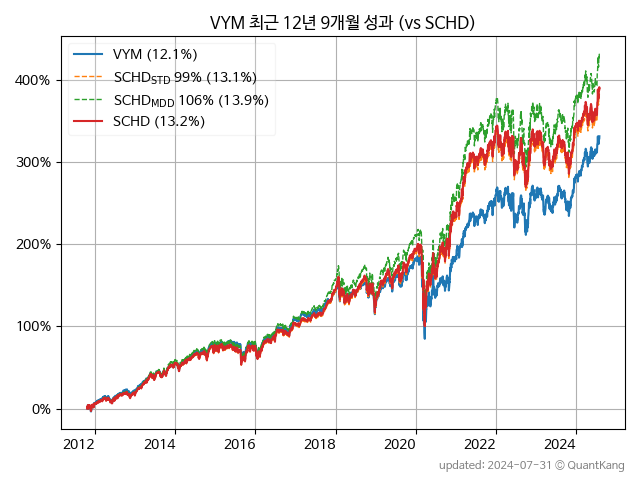 VYM 최근 12년 9개월 성과 (vs SCHD)
VYM (12.1%)
SCHD_STD 99% (13.1%)
SCHD_MDD 106% (13.9%)
SCHD (13.2%)
400%
300%
200%
100%
0%
2012 2014 2016 2018 2020 2022 2024
updated: 2024-07-31 ⓒ QuantKang